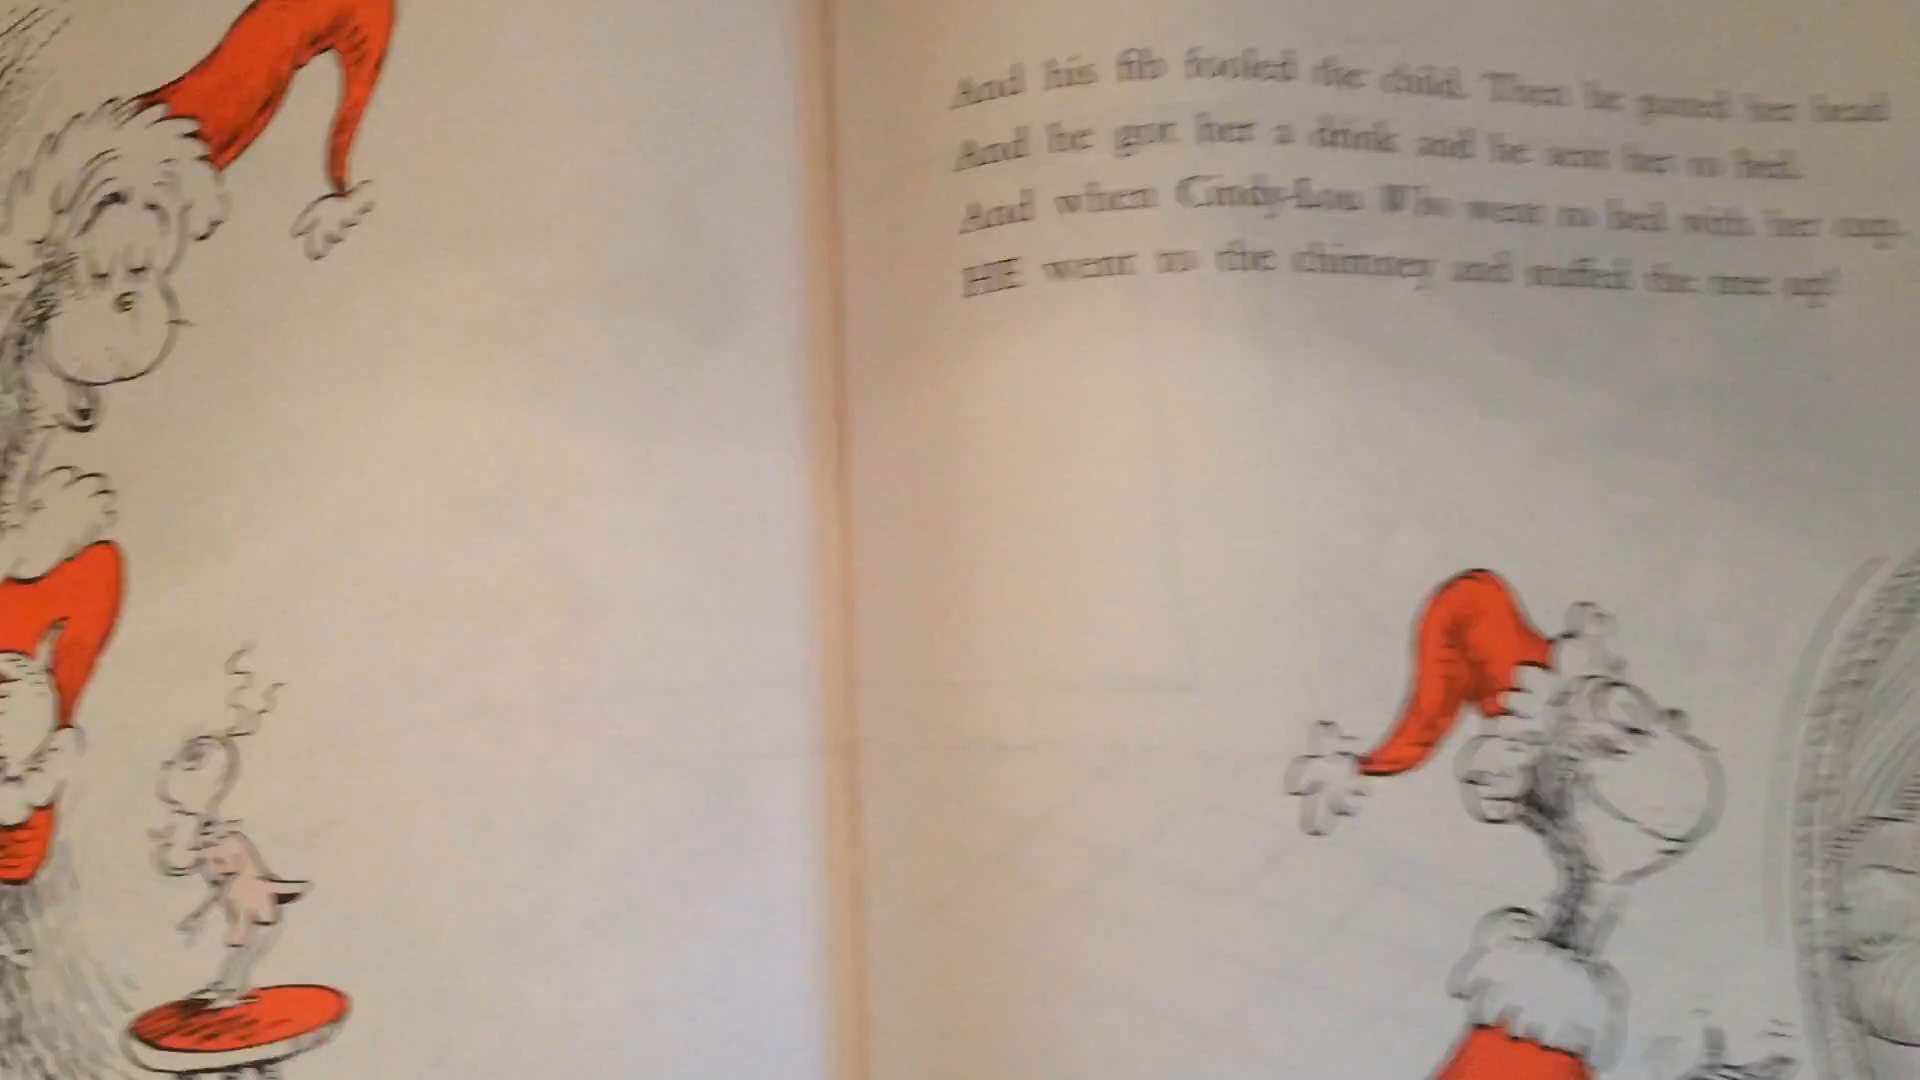 And his fib fooled the child. Then he patted her head
And he got her a drink and he sent her to bed.
And when Cindy-Lou Who went to bed with her cup,
HE went to the chimney and stuffed the tree up!